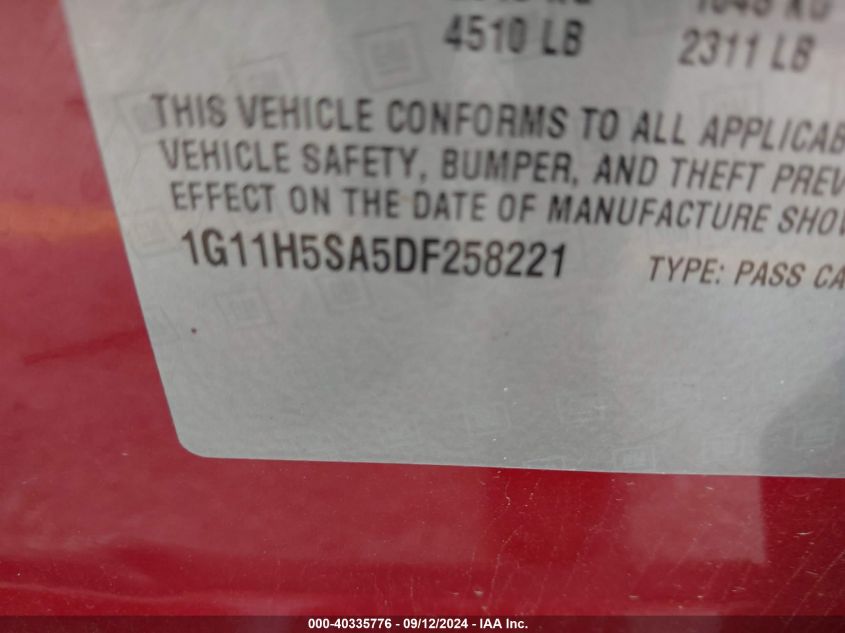 4510 LB
2311 LB
THIS VEHICLE CONFORMS TO ALL
VEHICLE SAFETY, BUMPER, AND THEFT
EFFECT ON THE DATE OF MANUFACTURE
1G11H5SA5DF258221 TYPE: PASS
000-40335776 - 09/12/2024 - IAA Inc.